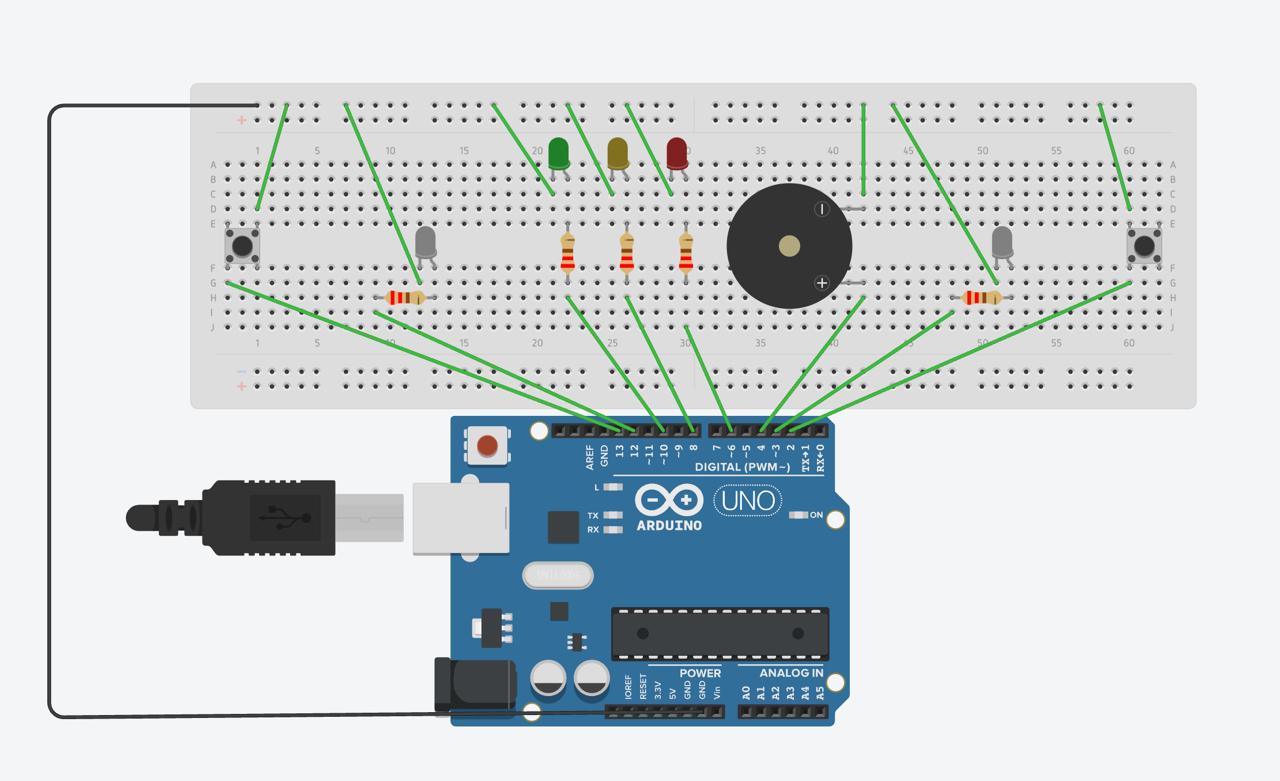 +
1 5 10 15 20 35 40 45 50 55 60
A A
B B
C C
D D
E E
−
+
F F
G G
H H
I I
J J
1 5 10 15 20 25 30 35 40 45 50 55 60
−
+
AREF
GND
13
12
~11
~10
~9
8
7
~6
~5
4
~3
2
TX→1
RX←0
DIGITAL (PWM~)
L
TX
RX
ARDUINO
UNO
ON
POWER
ANALOG IN
IOREF
RESET
3.3V
5V
GND
GND
Vin
A0
A1
A2
A3
A4
A5